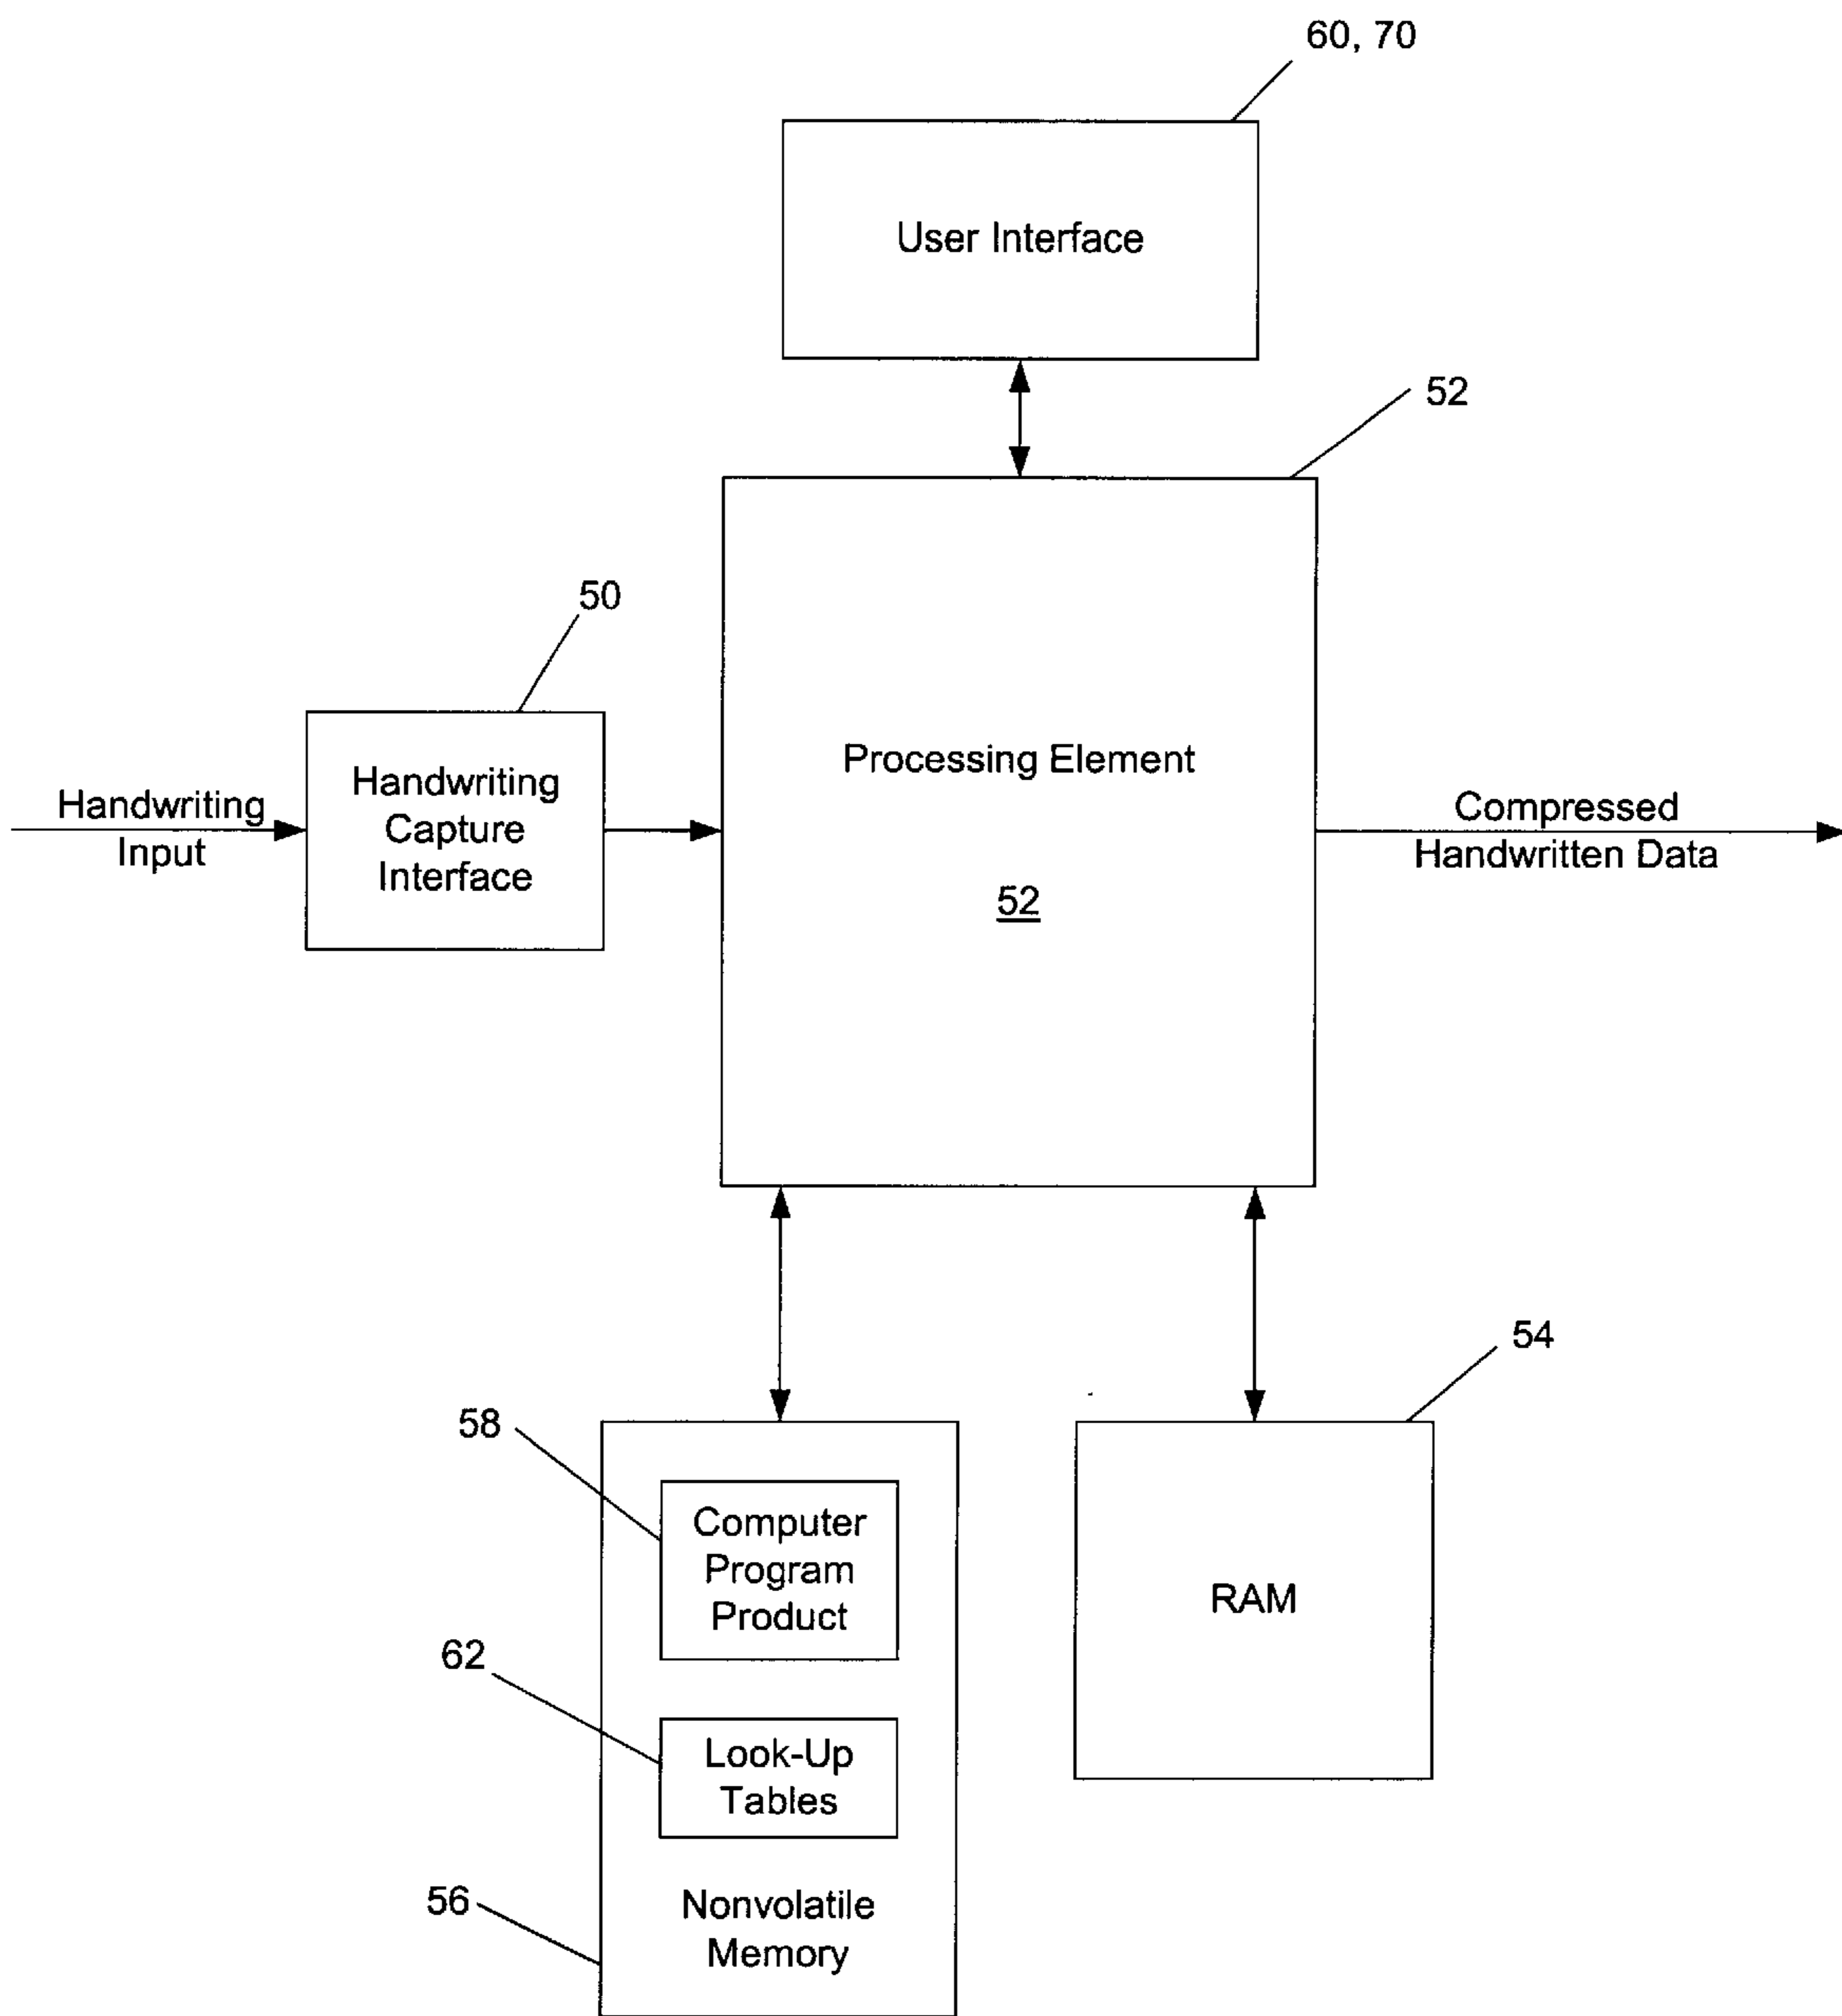 60, 70
User Interface
52
50
Handwriting
Input
Handwriting
Capture
Interface
Processing Element
52
Compressed
Handwritten Data
54
58
Computer
Program
Product
RAM
62
Look-Up
Tables
56
Nonvolatile
Memory